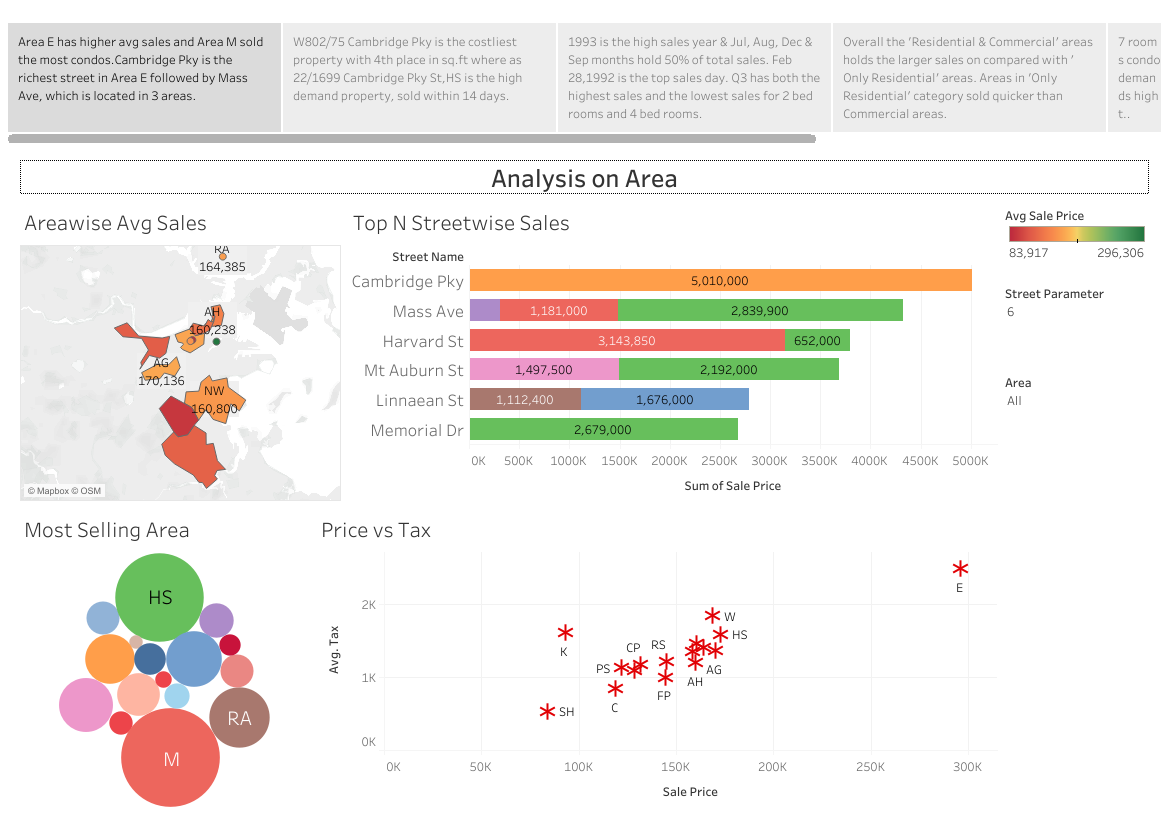 Area E has higher avg sales and Area M sold
the most condos.Cambridge Pky is the
richest street in Area E followed by Mass
Ave, which is located in 3 areas.
W802/75 Cambridge Pky is the costliest
property with 4th place in sq.ft where as
22/1699 Cambridge Pky St,HS is the high
demand property, sold within 14 days.
1993 is the high sales year & Jul, Aug, Dec &
Sep months hold 50% of total sales. Feb
28,1992 is the top sales day. Q3 has both the
highest sales and the lowest sales for 2 bed
rooms and 4 bed rooms.
Overall the 'Residential & Commercial' areas
holds the larger sales on compared with '
Only Residential' areas. Areas in 'Only
Residential' category sold quicker than
Commercial areas.
7 room
s condo
deman
ds high
t..
Analysis on Area
Areawise Avg Sales
RA
164,385
AH
160,238
AG
170,136
NW
160,800
© Mapbox © OSM
Top N Streetwise Sales
Street Name
Cambridge Pky
5,010,000
Mass Ave
1,181,000
2,839,900
Harvard St
3,143,850
652,000
Mt Auburn St
1,497,500
2,192,000
Linnaean St
1,112,400
1,676,000
Memorial Dr
2,679,000
0K 500K 1000K 1500K 2000K 2500K 3000K 3500K 4000K 4500K 5000K
Sum of Sale Price
Avg Sale Price
83,917 296,306
Street Parameter
6
Area
All
Most Selling Area
HS
RA
M
Price vs Tax
Avg. Tax
2K
1K
0K
E
W
HS
K
CP
RS
PS
AG
AH
FP
C
SH
0K 50K 100K 150K 200K 250K 300K
Sale Price